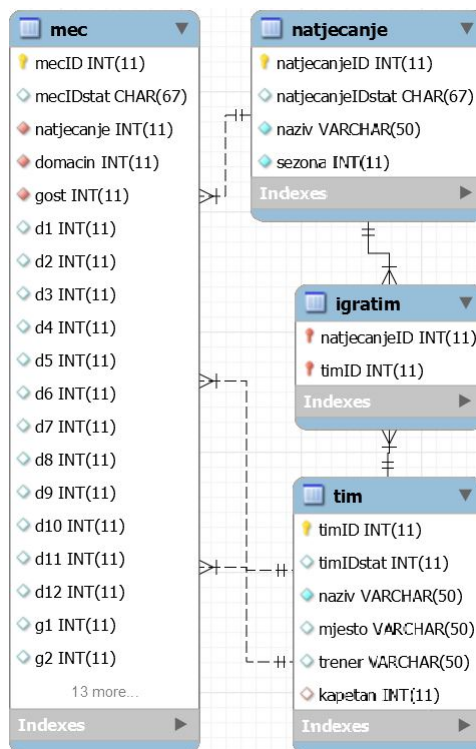 mec
mecID INT(11)
mecIDstat CHAR(67)
natjecanje INT(11)
domacin INT(11)
gost INT(11)
d1 INT(11)
d2 INT(11)
d3 INT(11)
d4 INT(11)
d5 INT(11)
d6 INT(11)
d7 INT(11)
d8 INT(11)
d9 INT(11)
d10 INT(11)
d11 INT(11)
d12 INT(11)
g1 INT(11)
g2 INT(11)
13 more...
Indexes
natjecanje
natjecanjeID INT(11)
natjecanjeIDstat CHAR(67)
naziv VARCHAR(50)
sezona INT(11)
Indexes
igratim
natjecanjeID INT(11)
timID INT(11)
Indexes
tim
timID INT(11)
timIDstat INT(11)
naziv VARCHAR(50)
mjesto VARCHAR(50)
trener VARCHAR(50)
kapetan INT(11)
Indexes